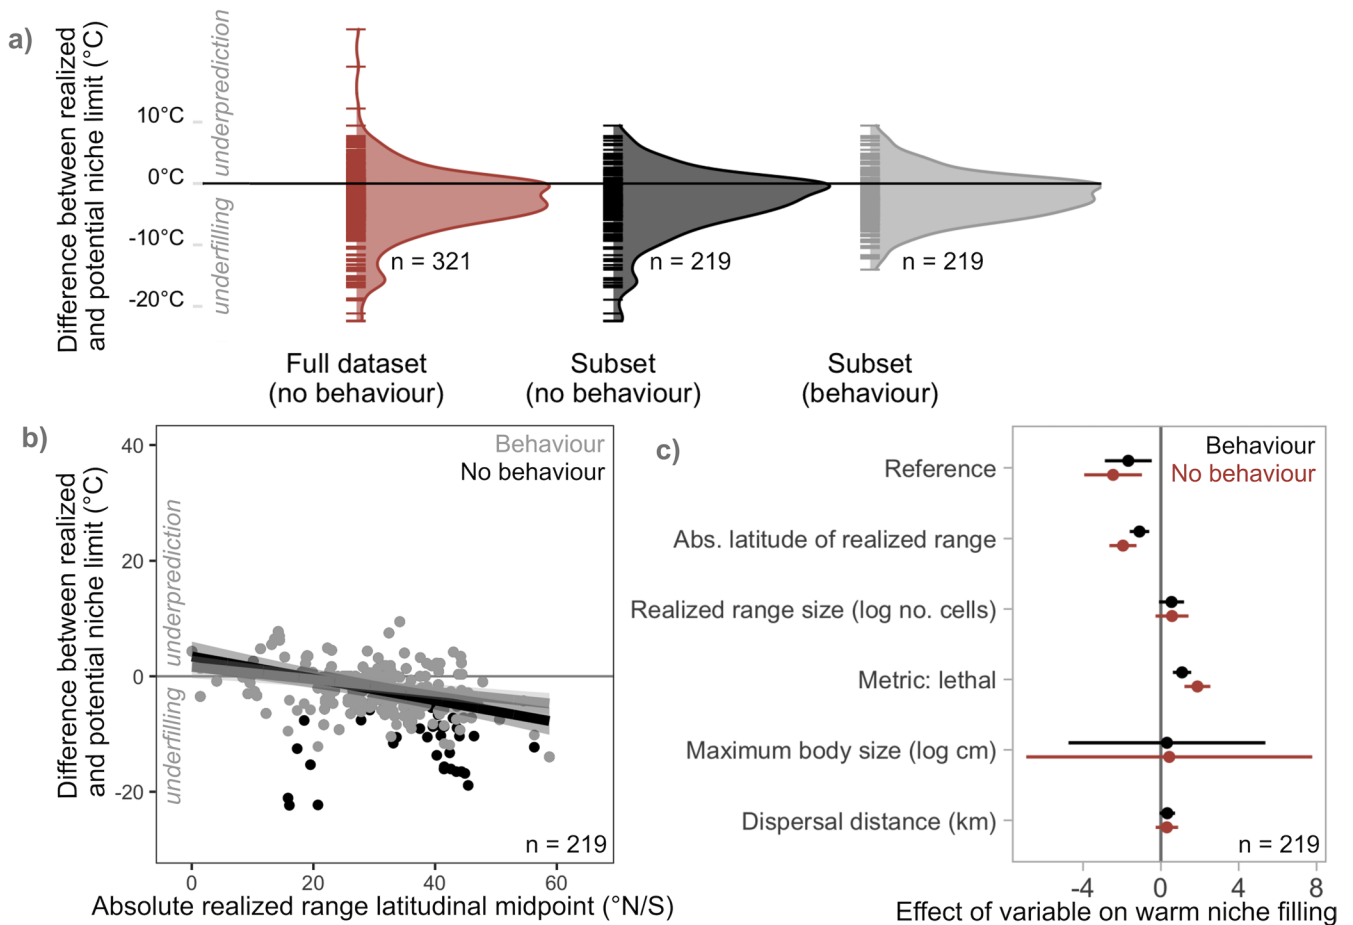 a)
Difference between realized
and potential niche limit (°C)
underprediction
underfilling
10°C
0°C
-10°C
-20°C
n = 321
n = 219
n = 219
Full dataset
(no behaviour)
Subset
(no behaviour)
Subset
(behaviour)
b)
Difference between realized
and potential niche limit (°C)
underprediction
underfilling
40
20
0
-20
Behaviour
No behaviour
n = 219
0
20
40
60
Absolute realized range latitudinal midpoint (°N/S)
c)
Behaviour
No behaviour
Reference
Abs. latitude of realized range
Realized range size (log no. cells)
Metric: lethal
Maximum body size (log cm)
Dispersal distance (km)
n = 219
-4
0
4
8
Effect of variable on warm niche filling